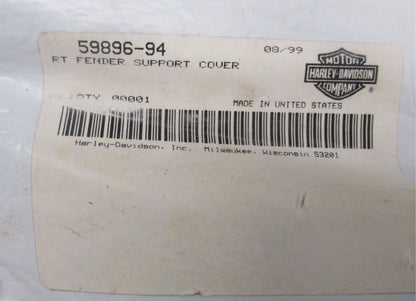 59896-94
08/99
RT FENDER SUPPORT COVER
MOTOR
HARLEY-DAVIDSON
COMPANY
®
QTY 00001
MADE IN UNITED STATES
Harley-Davidson, Inc. Milwaukee, Wisconsin 53201